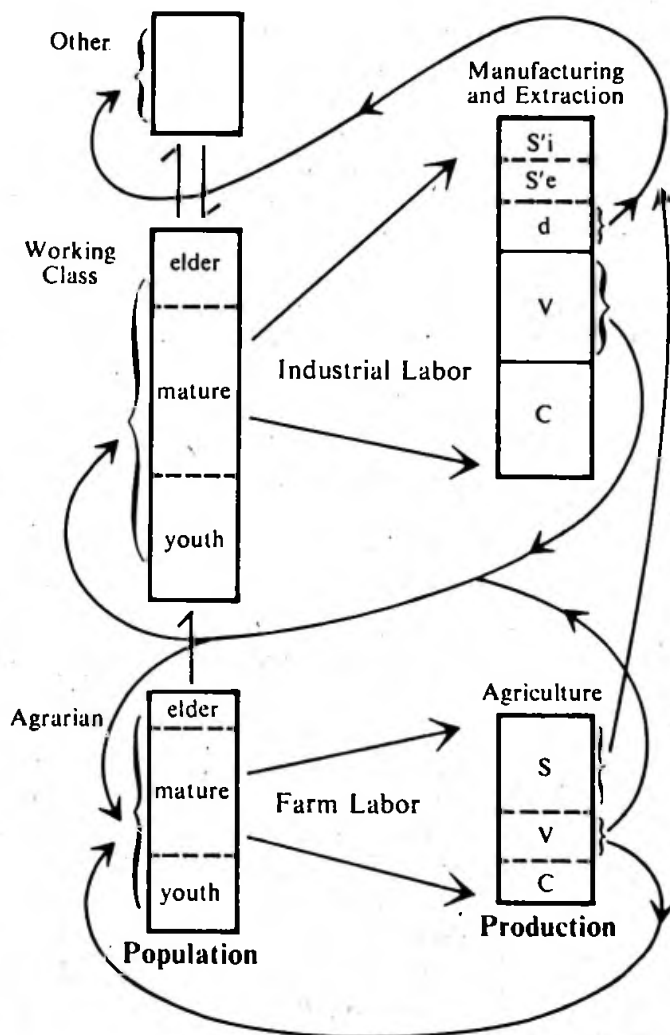 Other
Manufacturing
and Extraction
S'i
S'e
d
Working
Class
elder
V
Industrial Labor
mature
C
youth
Agrarian
elder
Agriculture
S
mature
Farm Labor
V
youth
C
Population
Production